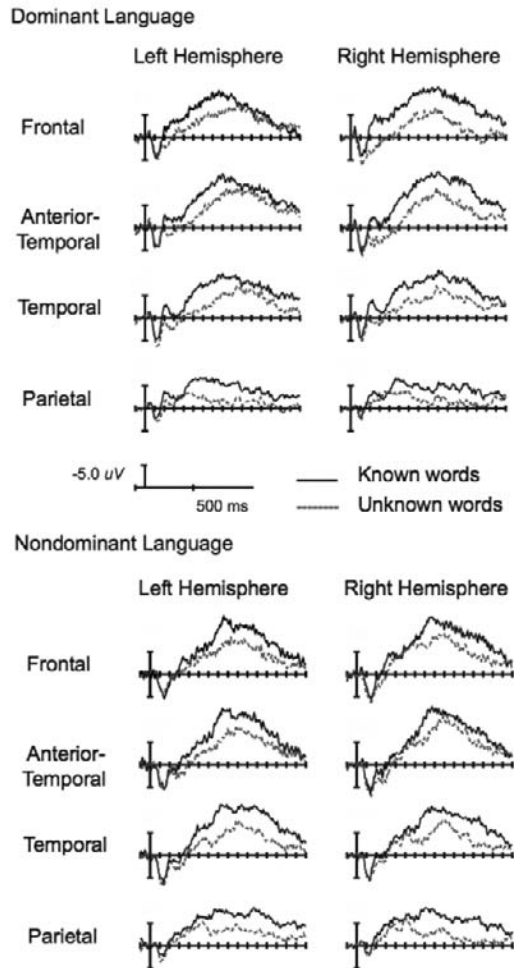 Dominant Language
Left Hemisphere Right Hemisphere
Frontal
Anterior-
Temporal
Temporal
Parietal
-5.0 uV
500 ms
Known words
Unknown words
Nondominant Language
Left Hemisphere Right Hemisphere
Frontal
Anterior-
Temporal
Temporal
Parietal